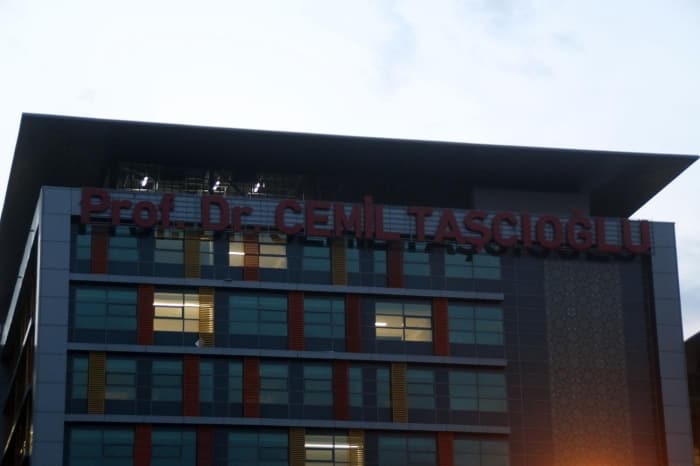 Prof. Dr. CEMİL TAŞCIOĞLU